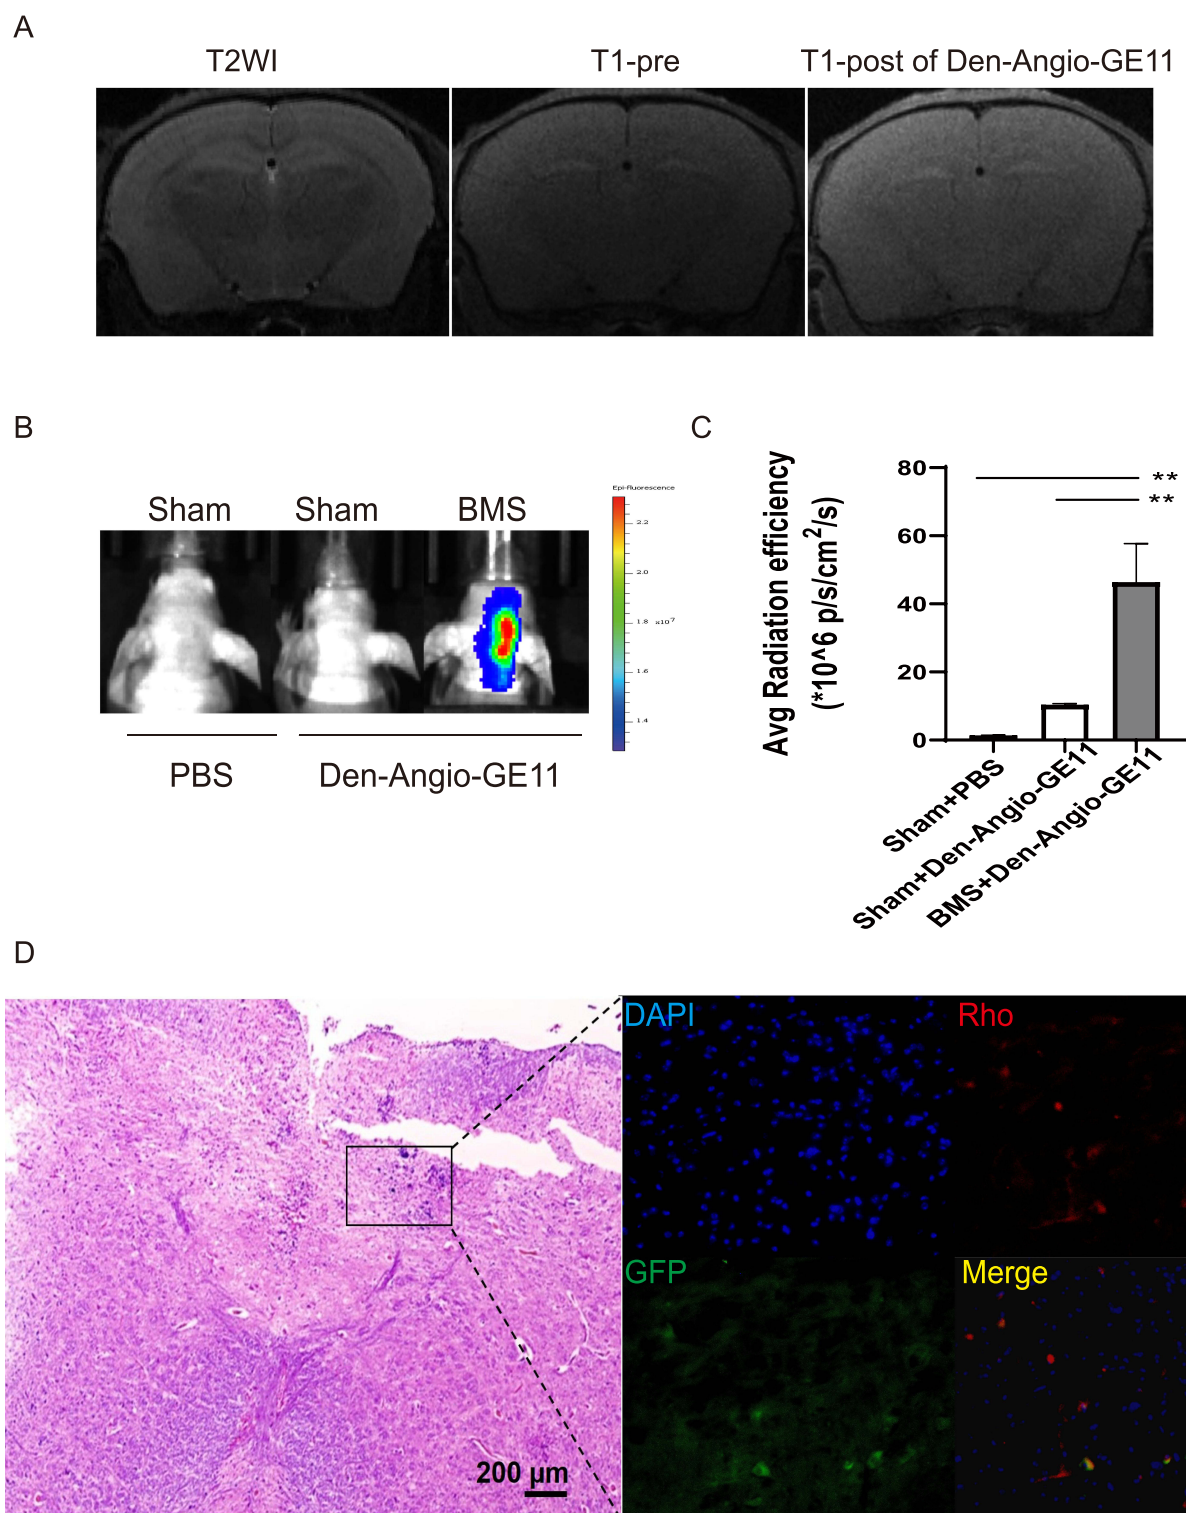 A
T2WI
T1-pre
T1-post of Den-Angio-GE11
B
Sham
Sham
BMS
PBS
Den-Angio-GE11
Epi-fluorescence
2.2
2.0
1.8 x10^7
1.6
1.4
C
Avg Radiation efficiency
(*10^6 p/s/cm²/s)
80
60
40
20
0
**
**
Sham+PBS
Sham+Den-Angio-GE11
BMS+Den-Angio-GE11
D
200 μm
DAPI
Rho
GFP
Merge